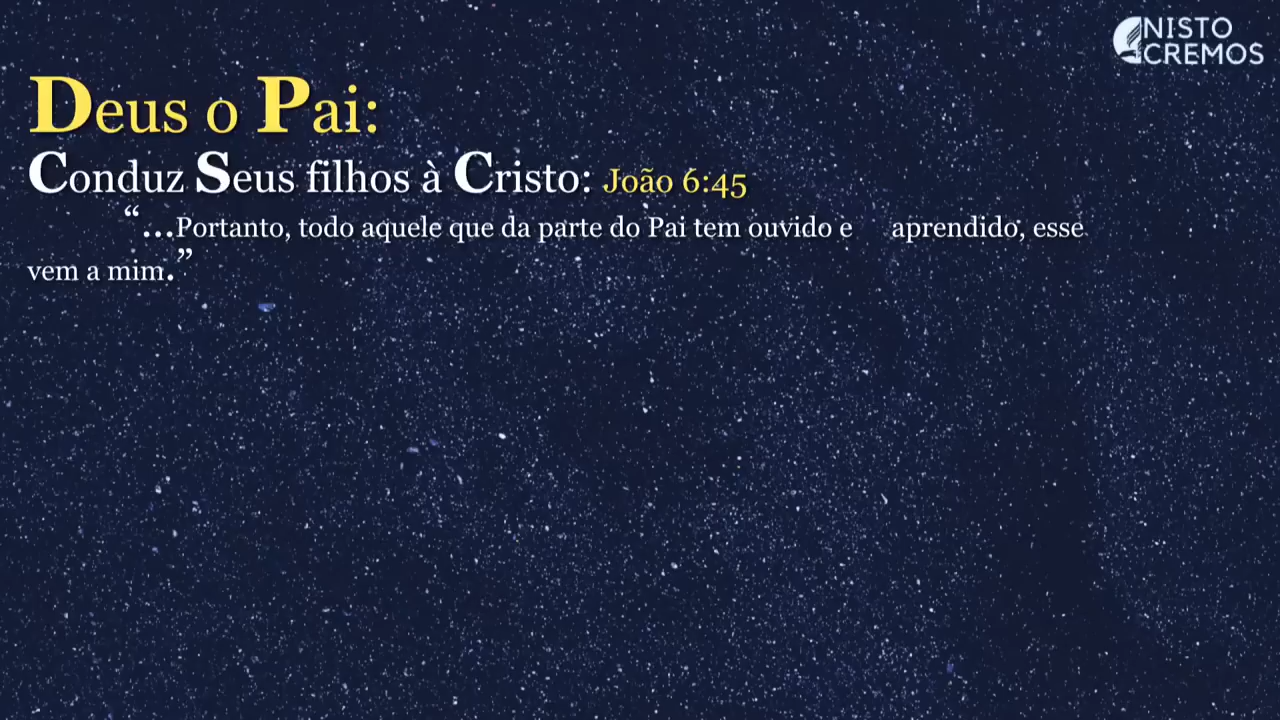 NISTO
CREMOS
Deus o Pai:
Conduz Seus filhos à Cristo: João 6:45
“...Portanto, todo aquele que da parte do Pai tem ouvido e aprendido, esse
vem a mim.”